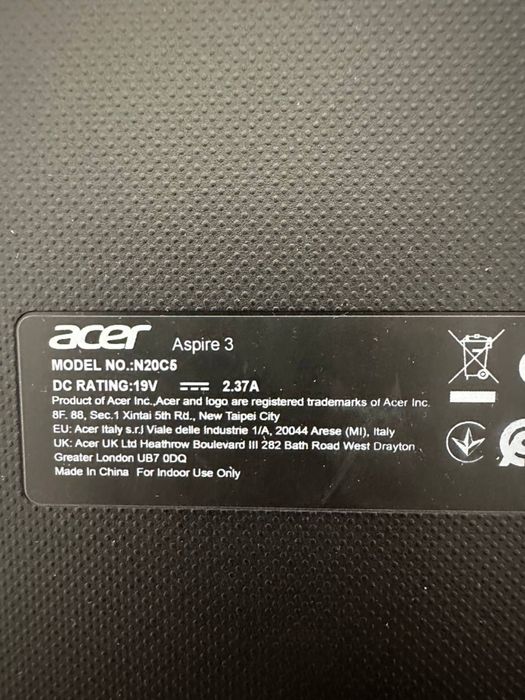 acer Aspire 3
MODEL NO.:N20C5
DC RATING:19V 2.37A
Product of Acer Inc.,Acer and logo are registered trademarks of Acer Inc.
8F. 88, Sec.1 Xintai 5th Rd., New Taipei City
EU: Acer Italy s.r.l Viale delle Industrie 1/A, 20044 Arese (MI), Italy
UK: Acer UK Ltd Heathrow Boulevard III 282 Bath Road West Drayton
Greater London UB7 0DQ
Made In China For Indoor Use Only